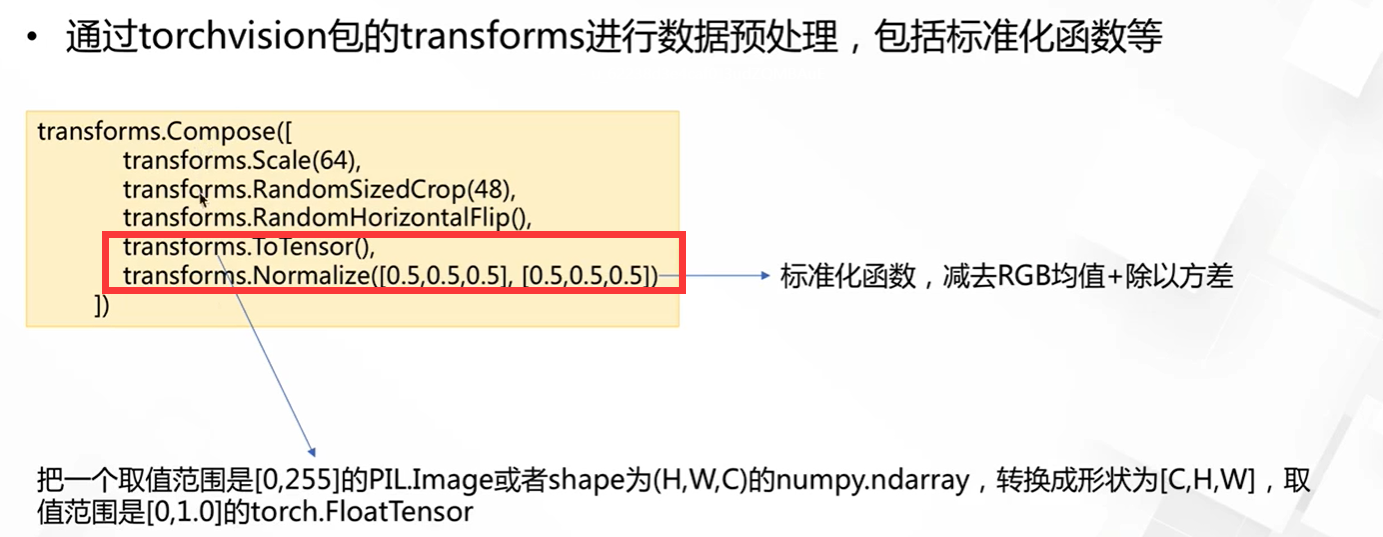 • 通过torchvision包的transforms进行数据预处理，包括标准化函数等
transforms.Compose([
transforms.Scale(64),
transforms.RandomSizedCrop(48),
transforms.RandomHorizontalFlip(),
transforms.ToTensor(),
transforms.Normalize([0.5,0.5,0.5], [0.5,0.5,0.5])
])
标准化函数，减去RGB均值+除以方差
把一个取值范围是[0,255]的PIL.Image或者shape为(H,W,C)的numpy.ndarray，转换成形状为[C,H,W]，取
值范围是[0,1.0]的torch.FloatTensor